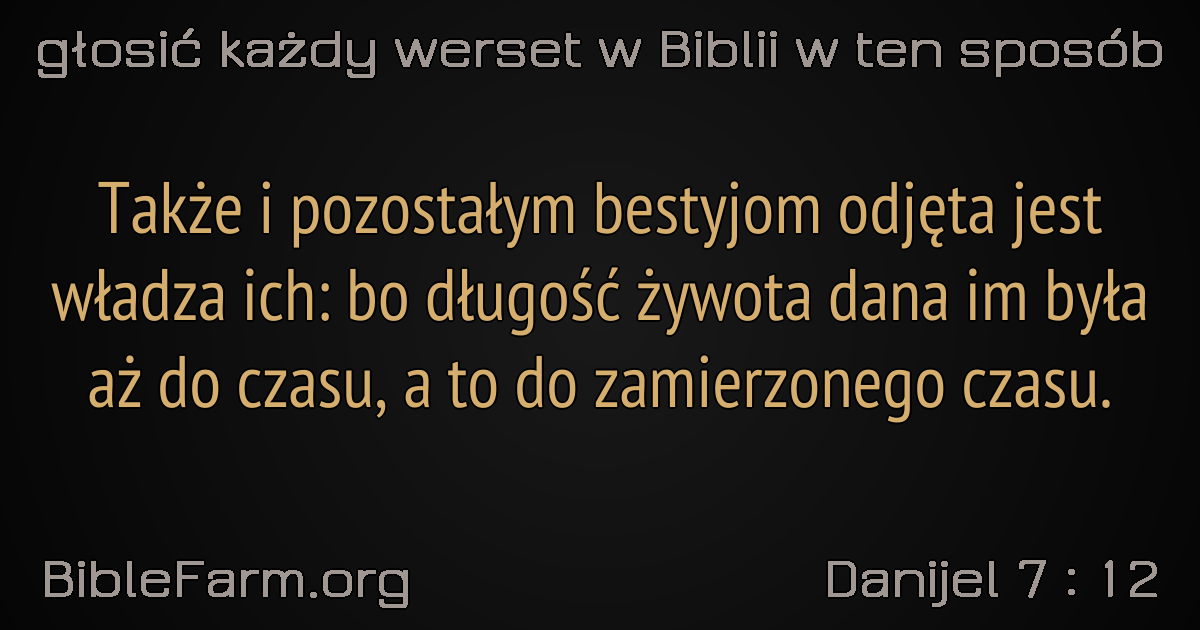 głosić każdy werset w Biblii w ten sposób
Także i pozostałym bestyjom odjęta jest
władza ich: bo długość żywota dana im była
aż do czasu, a to do zamierzonego czasu.
BibleFarm.org
Danijel 7 : 12